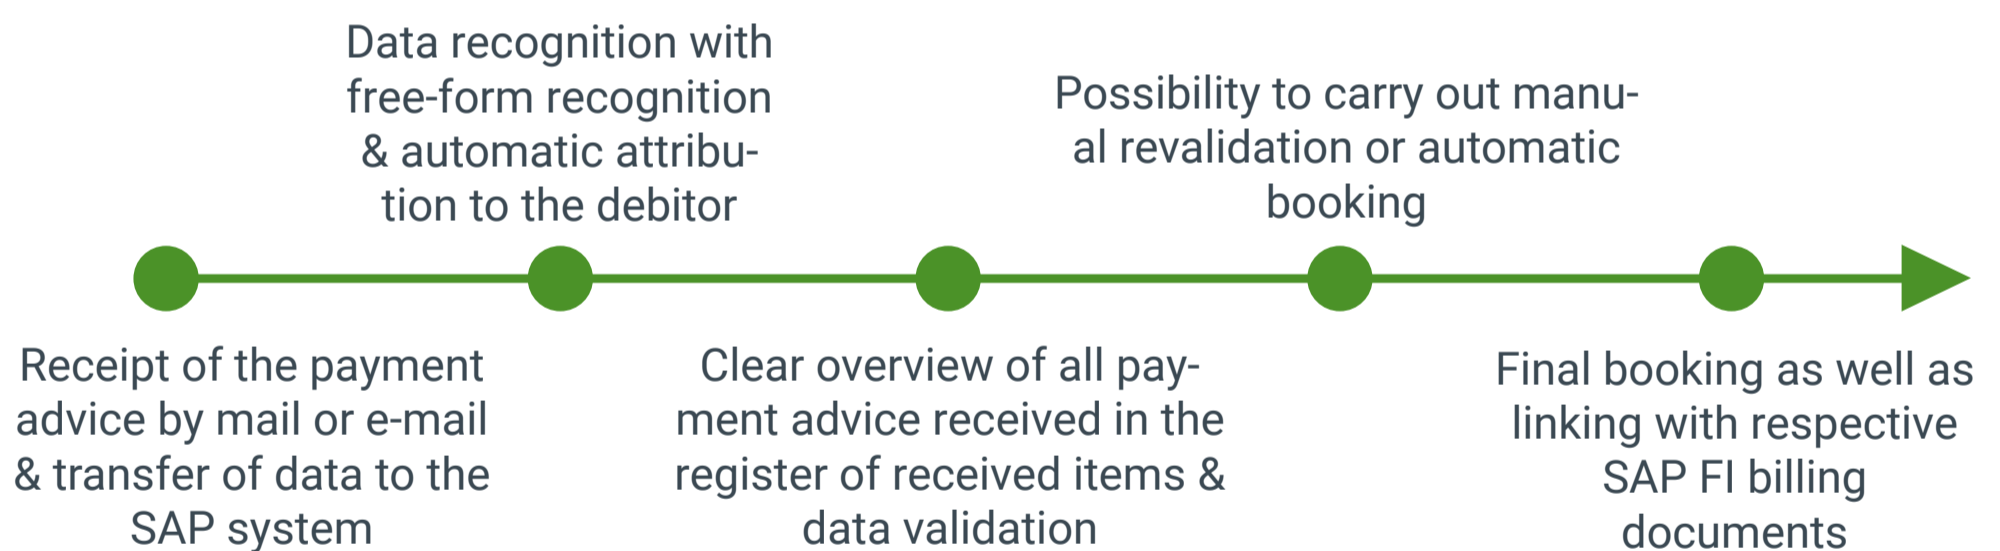 Data recognition with
free-form recognition
& automatic attribu-
tion to the debitor
Possibility to carry out manu-
al revalidation or automatic
booking
Receipt of the payment
advice by mail or e-mail
& transfer of data to the
SAP system
Clear overview of all pay-
ment advice received in the
register of received items &
data validation
Final booking as well as
linking with respective
SAP FI billing
documents